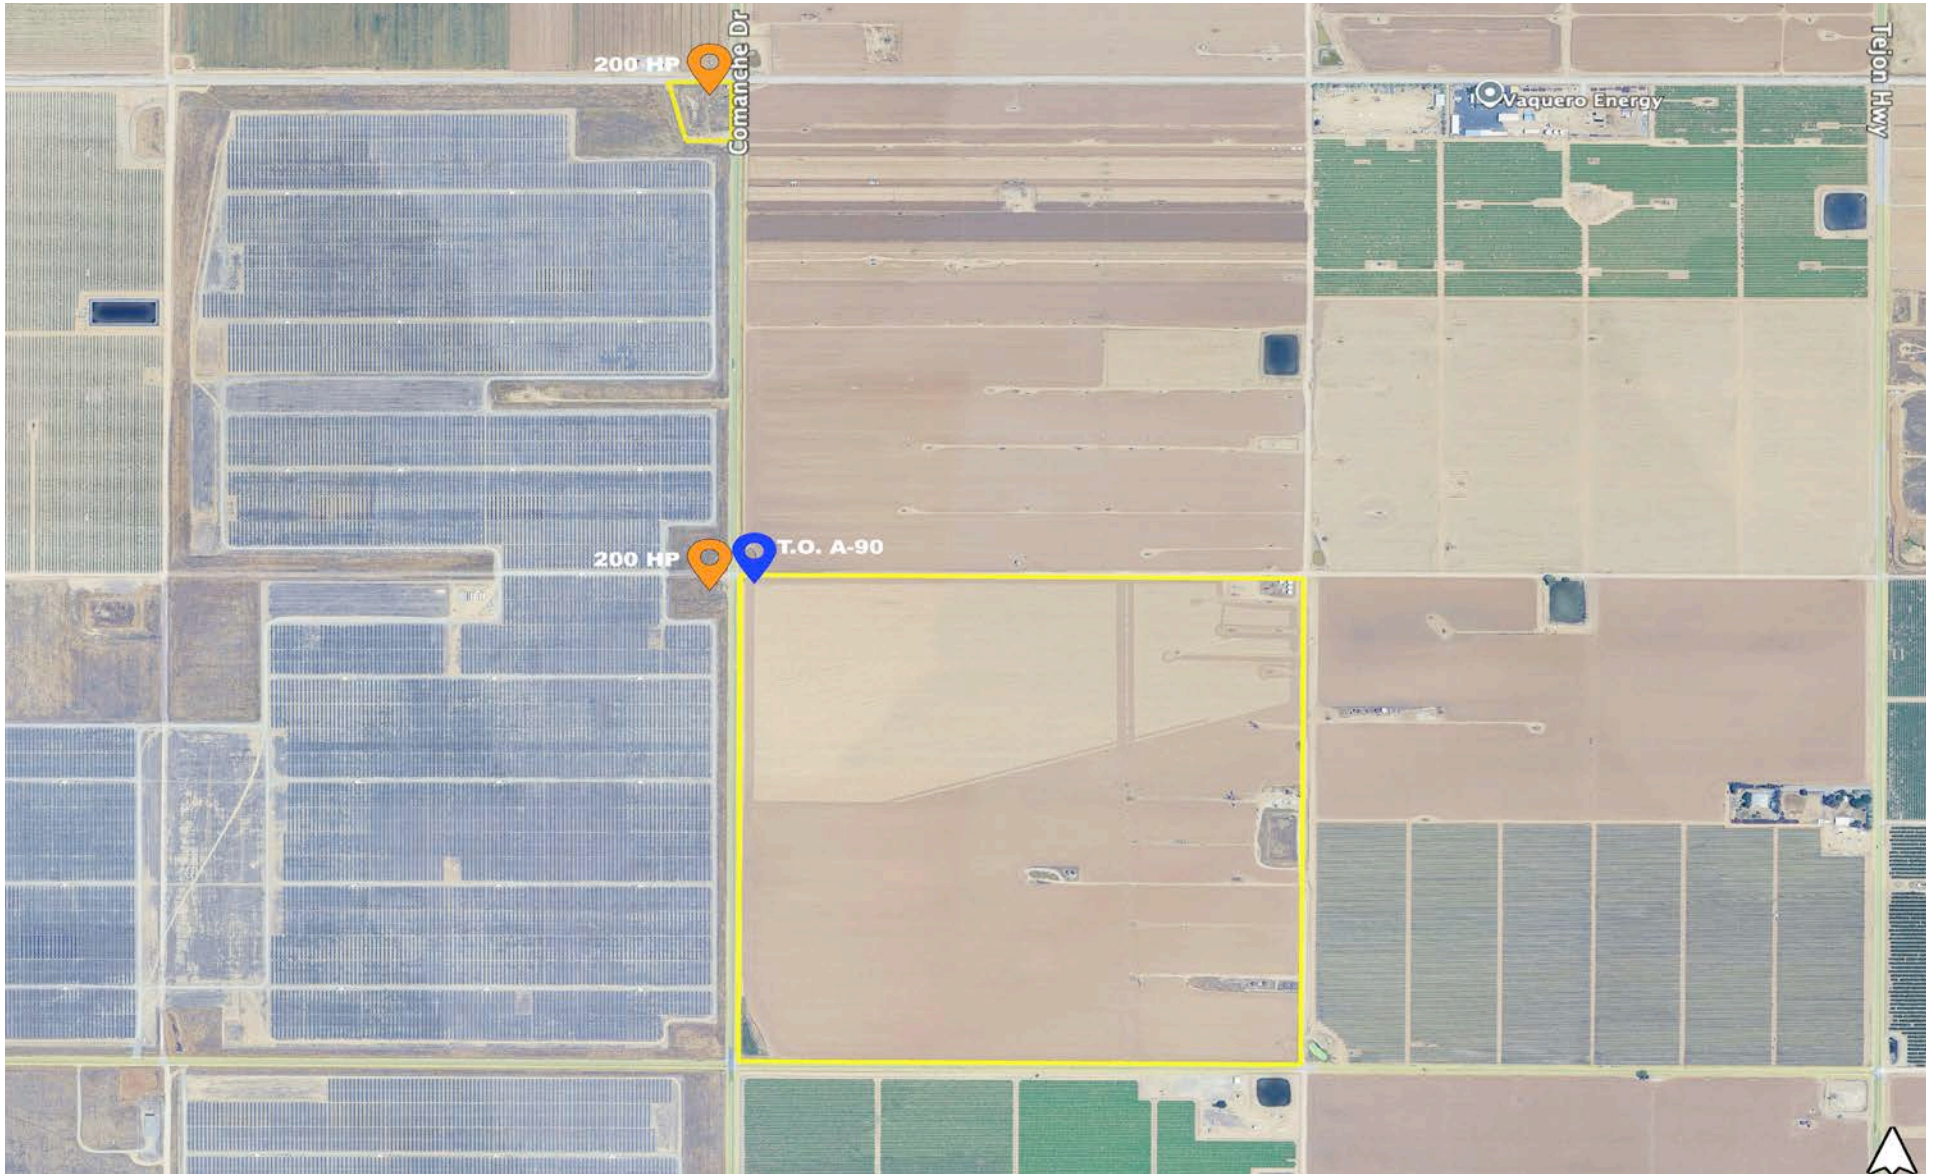 200 HP
Comanche Dr
Tejon Hwy
Vaquero Energy
200 HP
T.O. A-90